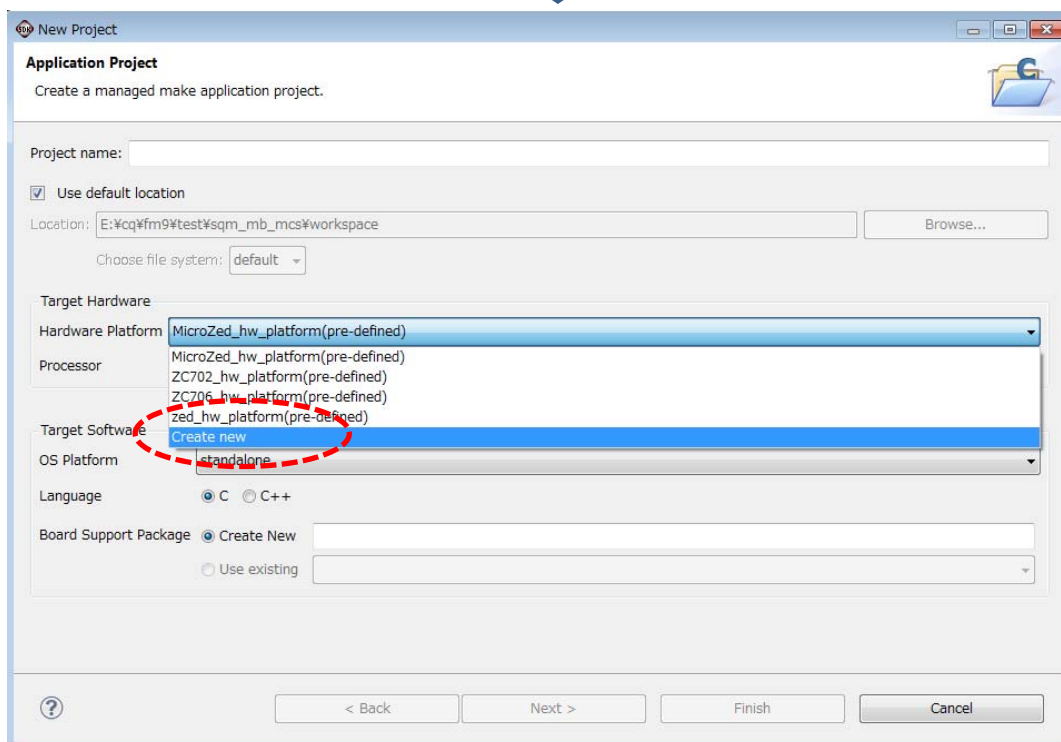 New Project
Application Project
Create a managed make application project.
Project name:
Use default location
Location: E:¥cq¥fm9¥test¥sqm_mb_mcs¥workspace Browse...
Choose file system: default
Target Hardware
Hardware Platform MicroZed_hw_platform(pre-defined)
MicroZed_hw_platform(pre-defined)
Processor
ZC702_hw_platform(pre-defined)
ZC706_hw_platform(pre-defined)
zed_hw_platform(pre-defined)
Target Software
Create new
OS Platform standalone
Language C C++
Board Support Package Create New
Use existing
< Back Next > Finish Cancel